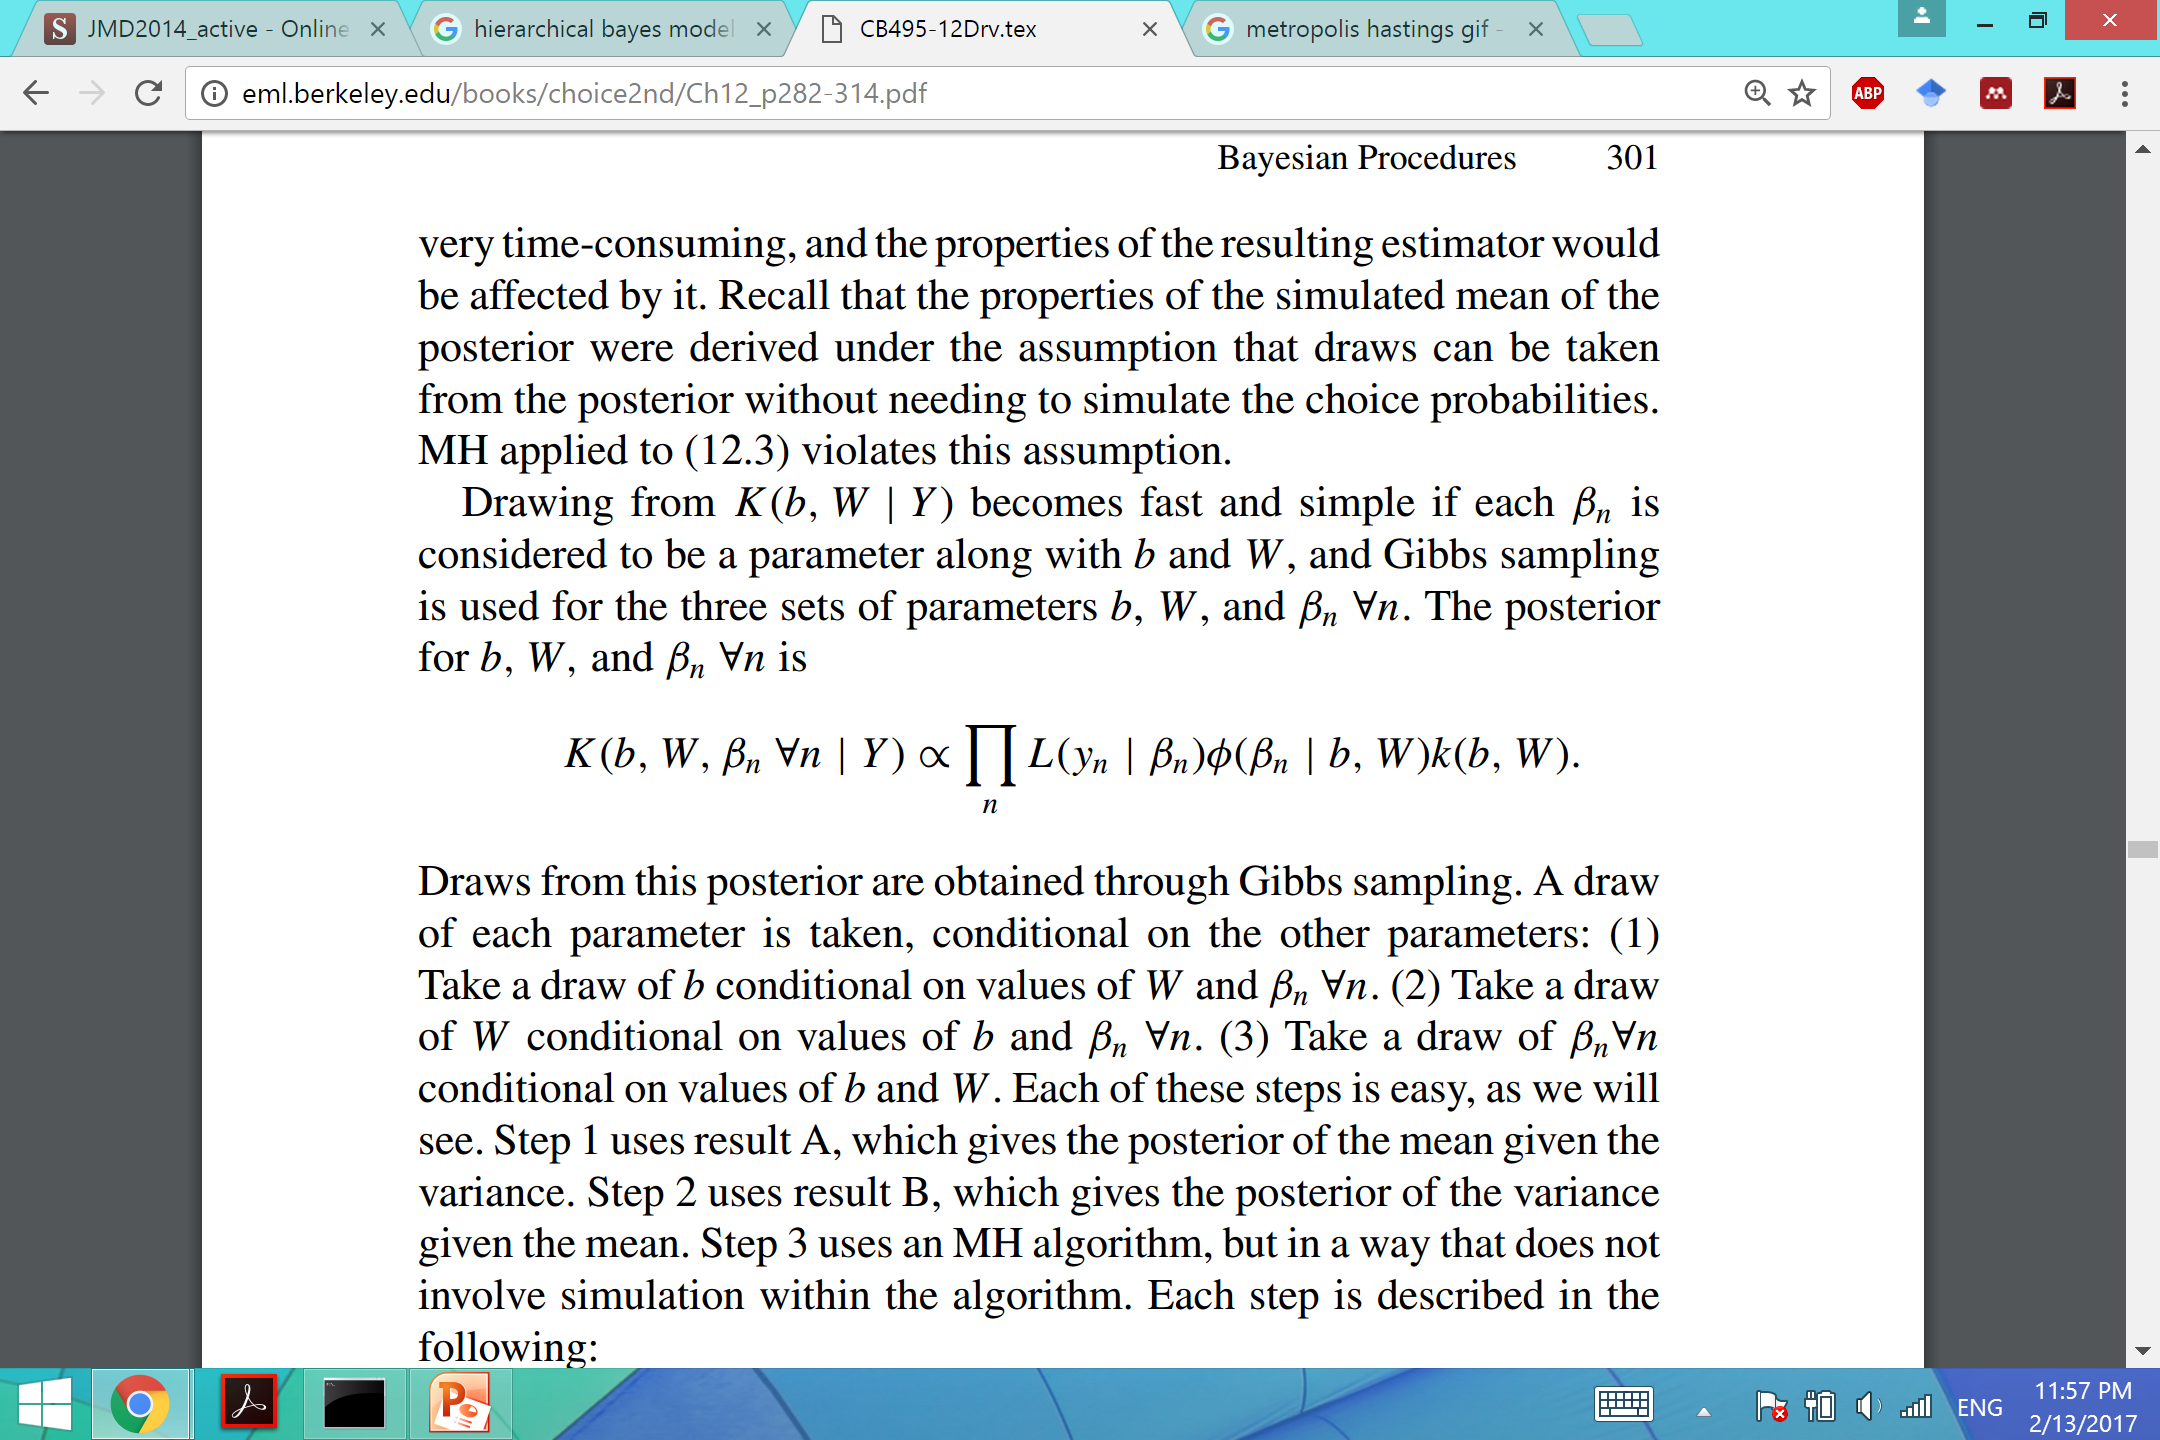 JMD2014_active - Online
hierarchical bayes model
CB495-12Drv.tex
metropolis hastings gif -
eml.berkeley.edu/books/choice2nd/Ch12_p282-314.pdf
ABP
Bayesian Procedures 301
very time-consuming, and the properties of the resulting estimator would
be affected by it. Recall that the properties of the simulated mean of the
posterior were derived under the assumption that draws can be taken
from the posterior without needing to simulate the choice probabilities.
MH applied to (12.3) violates this assumption.
Drawing from K(b, W | Y) becomes fast and simple if each βn is
considered to be a parameter along with b and W, and Gibbs sampling
is used for the three sets of parameters b, W, and βn ∀n. The posterior
for b, W, and βn ∀n is
K(b, W, βn ∀n | Y) ∝ ∏n L(yn | βn)ϕ(βn | b, W)k(b, W).
Draws from this posterior are obtained through Gibbs sampling. A draw
of each parameter is taken, conditional on the other parameters: (1)
Take a draw of b conditional on values of W and βn ∀n. (2) Take a draw
of W conditional on values of b and βn ∀n. (3) Take a draw of βn∀n
conditional on values of b and W. Each of these steps is easy, as we will
see. Step 1 uses result A, which gives the posterior of the mean given the
variance. Step 2 uses result B, which gives the posterior of the variance
given the mean. Step 3 uses an MH algorithm, but in a way that does not
involve simulation within the algorithm. Each step is described in the
following:
ENG
11:57 PM
2/13/2017